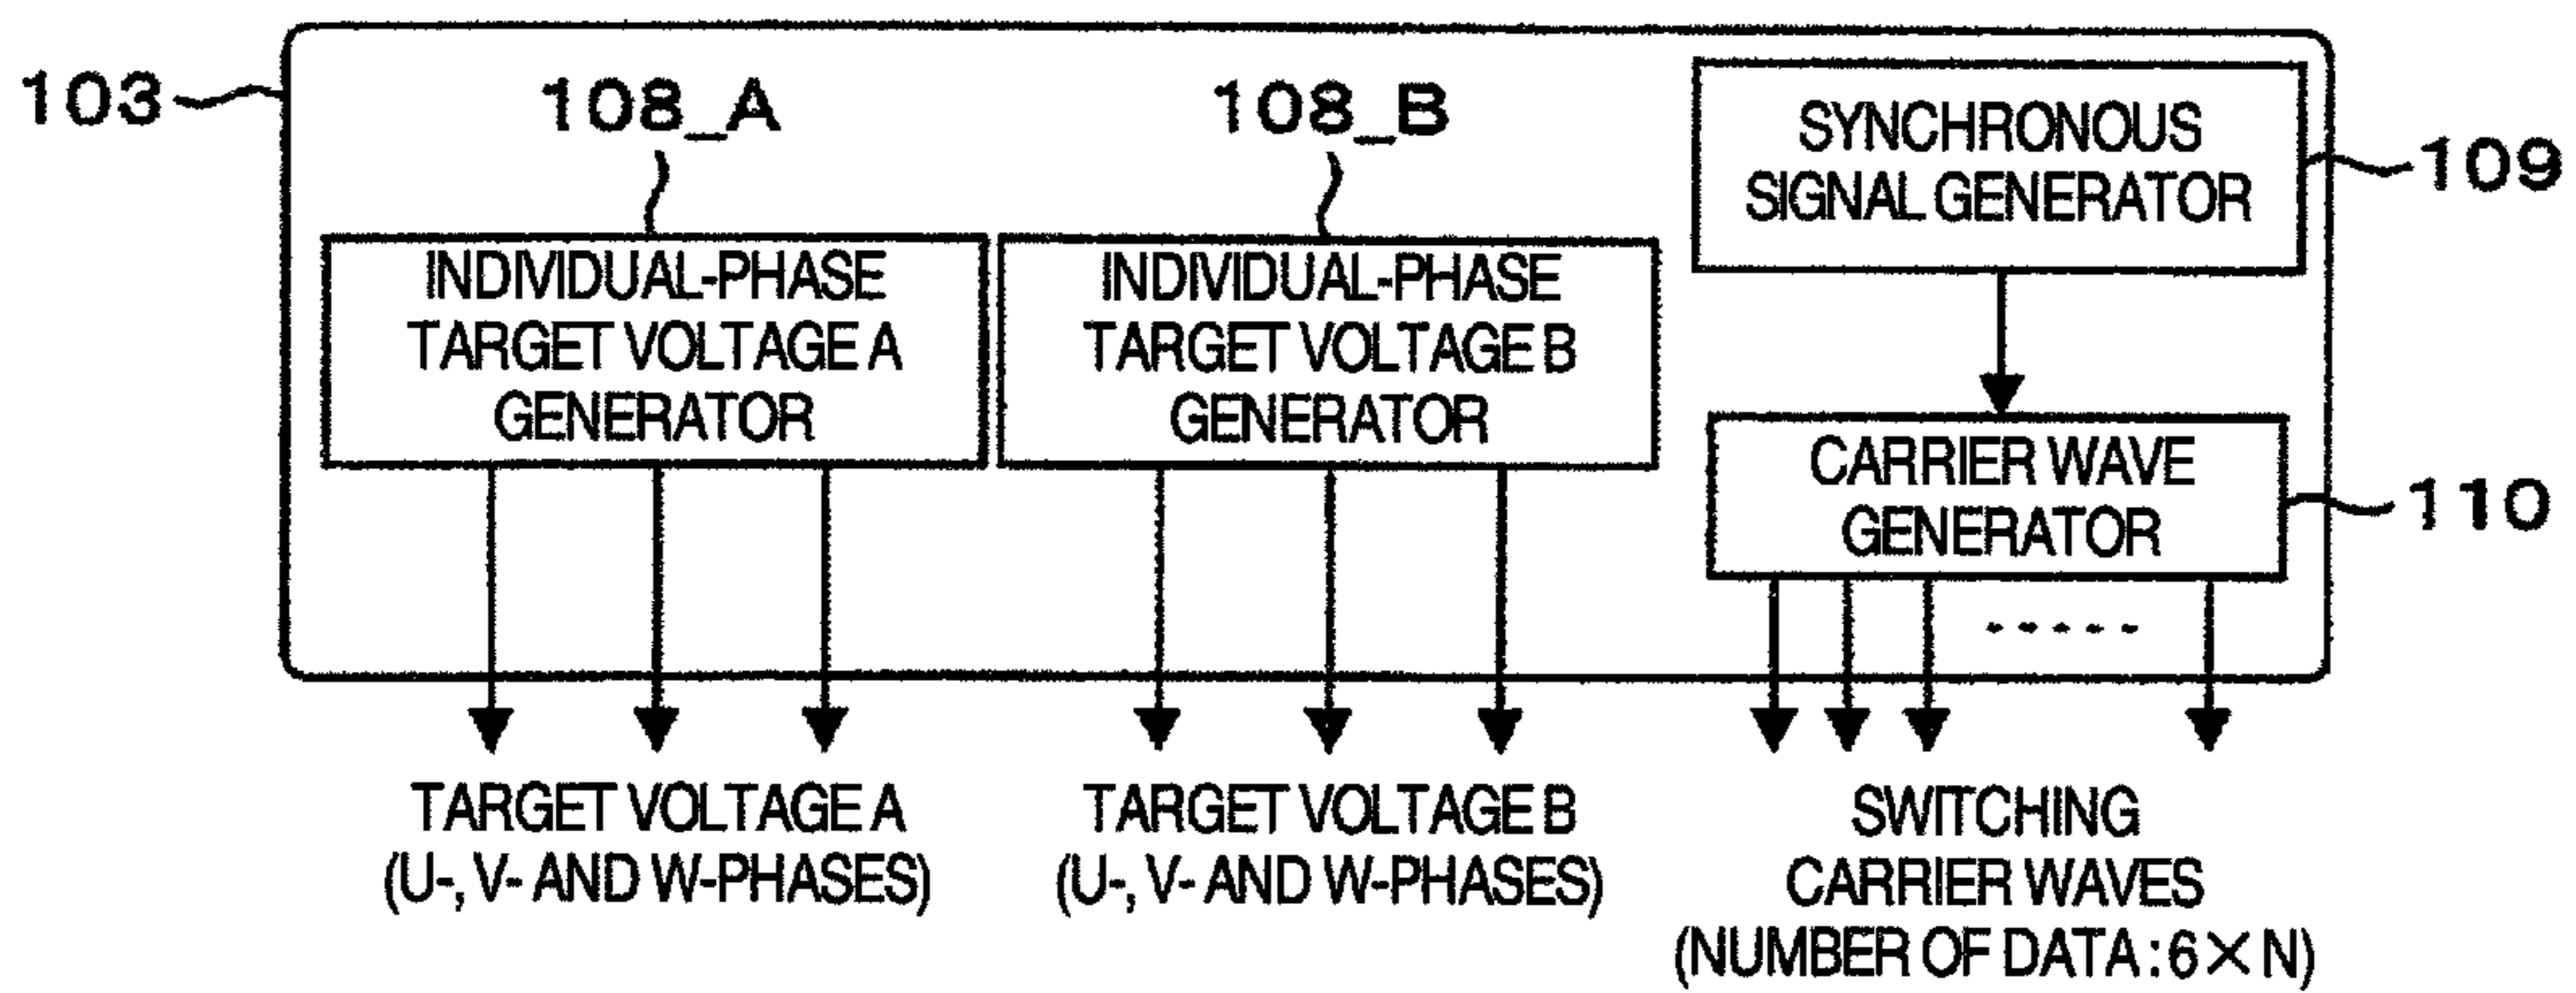 103
108_A
108_B
SYNCHRONOUS
SIGNAL GENERATOR
109
INDIVIDUAL-PHASE
TARGET VOLTAGE A
GENERATOR
INDIVIDUAL-PHASE
TARGET VOLTAGE B
GENERATOR
CARRIER WAVE
GENERATOR
110
TARGET VOLTAGE A
(U-, V- AND W-PHASES)
TARGET VOLTAGE B
(U-, V- AND W-PHASES)
SWITCHING
CARRIER WAVES
(NUMBER OF DATA : 6 × N)